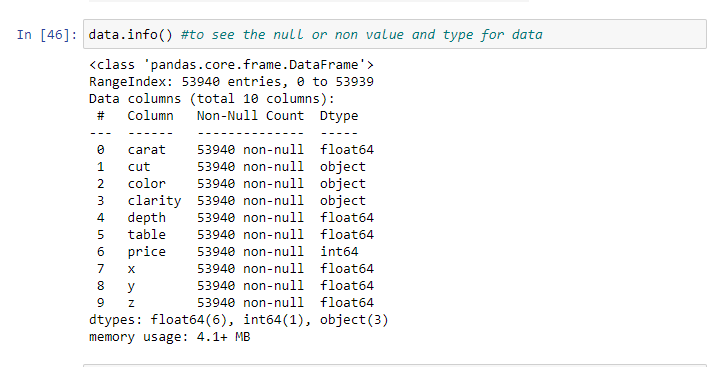 In [46]: data.info() #to see the null or non value and type for data
<class 'pandas.core.frame.DataFrame'>
RangeIndex: 53940 entries, 0 to 53939
Data columns (total 10 columns):
 #   Column   Non-Null Count  Dtype
---  ------   --------------  -----
 0   carat    53940 non-null  float64
 1   cut      53940 non-null  object
 2   color    53940 non-null  object
 3   clarity  53940 non-null  object
 4   depth    53940 non-null  float64
 5   table    53940 non-null  float64
 6   price    53940 non-null  int64
 7   x        53940 non-null  float64
 8   y        53940 non-null  float64
 9   z        53940 non-null  float64
dtypes: float64(6), int64(1), object(3)
memory usage: 4.1+ MB